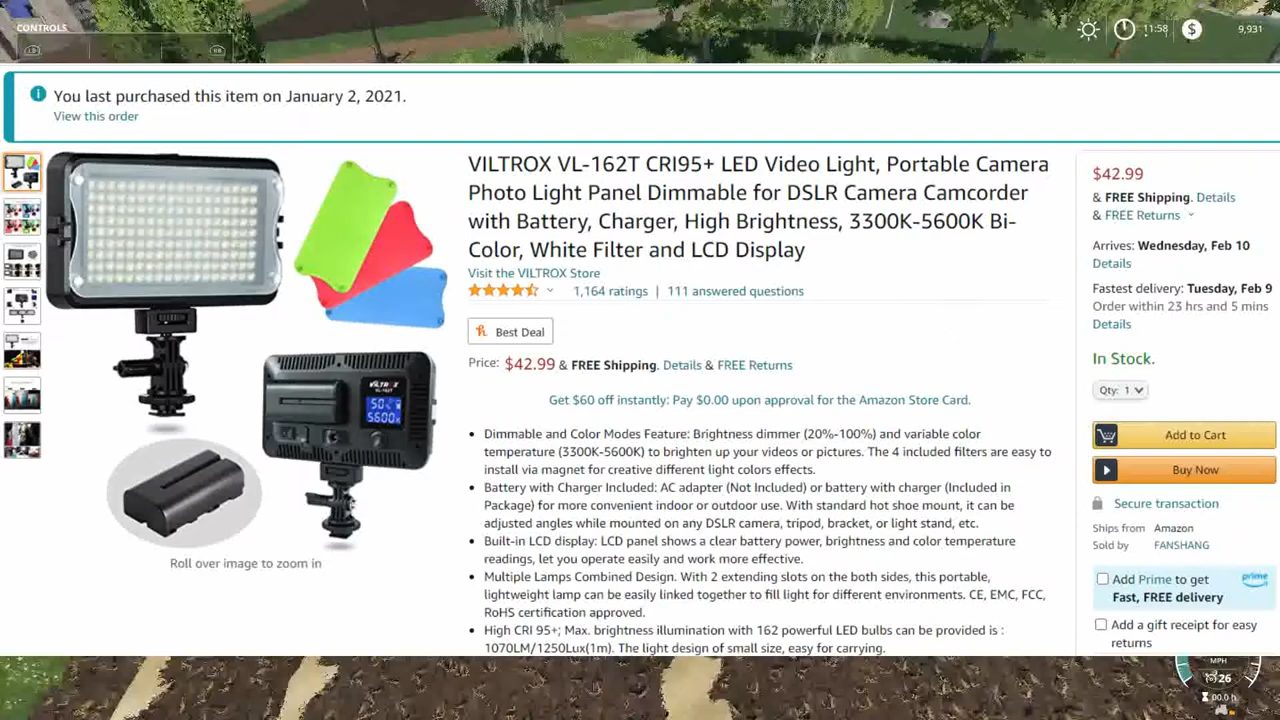 CONTROLS
11:58
9,931
You last purchased this item on January 2, 2021.
View this order
VILTROX VL-162T CRI95+ LED Video Light, Portable Camera
Photo Light Panel Dimmable for DSLR Camera Camcorder
with Battery, Charger, High Brightness, 3300K-5600K Bi-
Color, White Filter and LCD Display
Visit the VILTROX Store
1,164 ratings | 111 answered questions
Best Deal
Price: $42.99 & FREE Shipping. Details & FREE Returns
Get $60 off instantly: Pay $0.00 upon approval for the Amazon Store Card.
• Dimmable and Color Modes Feature: Brightness dimmer (20%-100%) and variable color
temperature (3300K-5600K) to brighten up your videos or pictures. The 4 included filters are easy to
install via magnet for creative different light colors effects.
• Battery with Charger Included: AC adapter (Not Included) or battery with charger (Included in
Package) for more convenient indoor or outdoor use. With standard hot shoe mount, it can be
adjusted angles while mounted on any DSLR camera, tripod, bracket, or light stand, etc.
• Built-in LCD display: LCD panel shows a clear battery power, brightness and color temperature
readings, let you operate easily and work more effective.
• Multiple Lamps Combined Design. With 2 extending slots on the both sides, this portable,
lightweight lamp can be easily linked together to fill light for different environments. CE, EMC, FCC,
RoHS certification approved.
• High CRI 95+; Max. brightness illumination with 162 powerful LED bulbs can be provided is :
1070LM/1250Lux(1m). The light design of small size, easy for carrying.
VILTROX
VL-162T
50%
5600K
Roll over image to zoom in
$42.99
& FREE Shipping. Details
& FREE Returns
Arrives: Wednesday, Feb 10
Details
Fastest delivery: Tuesday, Feb 9
Order within 23 hrs and 5 mins
Details
In Stock.
Qty: 1
Add to Cart
Buy Now
Secure transaction
Ships from Amazon
Sold by FANSHANG
Add Prime to get
Fast, FREE delivery
prime
Add a gift receipt for easy
returns
MPH
26
00.0 h